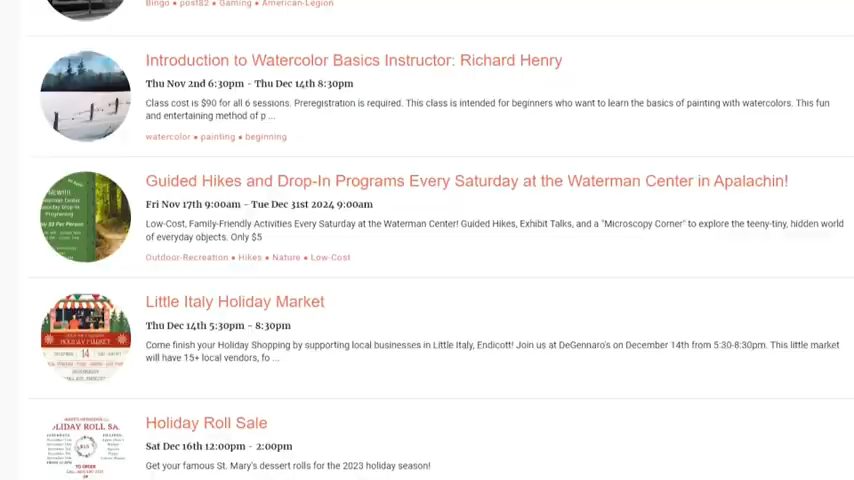 Bingo • post82 • Gaming • American-Legion
Introduction to Watercolor Basics Instructor: Richard Henry
Thu Nov 2nd 6:30pm - Thu Dec 14th 8:30pm
Class cost is $90 for all 6 sessions. Preregistration is required. This class is intended for beginners who want to learn the basics of painting with watercolors. This fun
and entertaining method of p ...
watercolor • painting • beginning
Guided Hikes and Drop-In Programs Every Saturday at the Waterman Center in Apalachin!
Fri Nov 17th 9:00am - Tue Dec 31st 2024 9:00am
Low-Cost, Family-Friendly Activities Every Saturday at the Waterman Center! Guided Hikes, Exhibit Talks, and a "Microscopy Corner" to explore the teeny-tiny, hidden world
of everyday objects. Only $5
Outdoor-Recreation • Hikes • Nature • Low-Cost
Little Italy Holiday Market
Thu Dec 14th 5:30pm - 8:30pm
Come finish your Holiday Shopping by supporting local businesses in Little Italy, Endicott! Join us at DeGennaro's on December 14th from 5:30-8:30pm. This little market
will have 15+ local vendors, fo ...
HOLIDAY MARKET
14
Holiday Roll Sale
Sat Dec 16th 12:00pm - 2:00pm
Get your famous St. Mary's dessert rolls for the 2023 holiday season!
LIDAY ROLL SA
TO ORDER